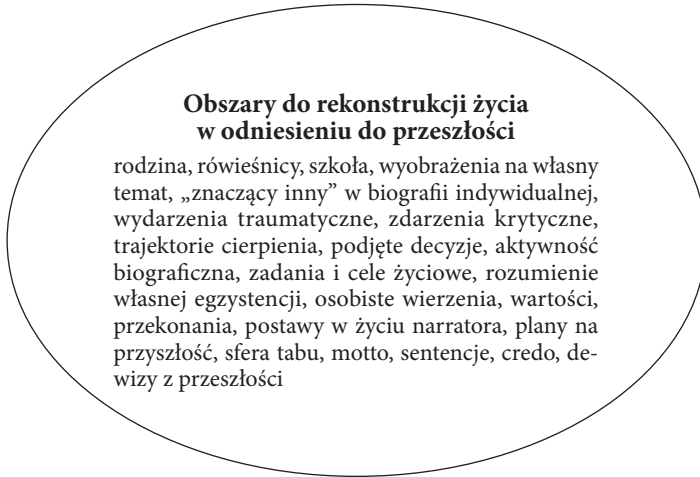 Obszary do rekonstrukcji życia
w odniesieniu do przeszłości
rodzina, rówieśnicy, szkoła, wyobrażenia na własny
temat, „znaczący inny” w biografii indywidualnej,
wydarzenia traumatyczne, zdarzenia krytyczne,
trajektorie cierpienia, podjęte decyzje, aktywność
biograficzna, zadania i cele życiowe, rozumienie
własnej egzystencji, osobiste wierzenia, wartości,
przekonania, postawy w życiu narratora, plany na
przyszłość, sfera tabu, motto, sentencje, credo, de-
wizy z przeszłości